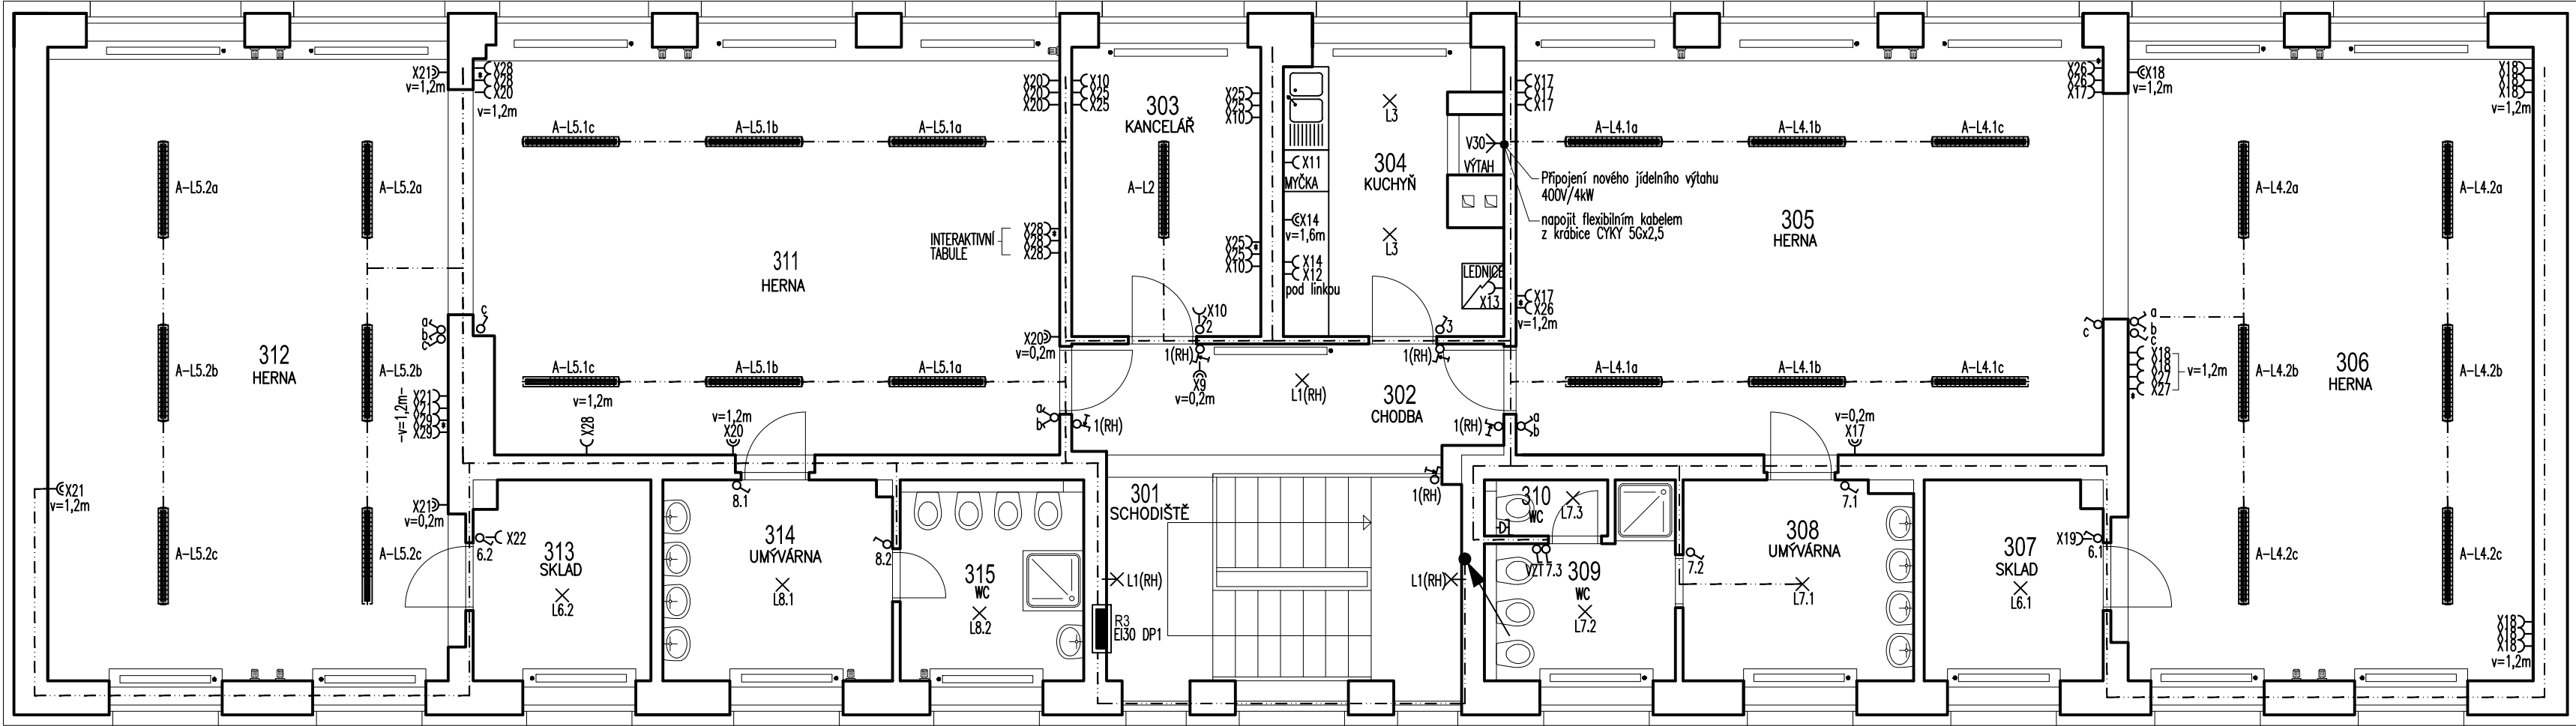 X21
v=1,2m
X28
X28
X20
v=1,2m
A-L5.2a
A-L5.2a
312
HERNA
A-L5.2b
A-L5.2b
a
b
c
c
v=1,2m
X21
X21
X29
X29
X21
v=1,2m
X21
v=0,2m
A-L5.2c
A-L5.2c
A-L5.1c
A-L5.1b
A-L5.1a
X20
X20
X20
311
HERNA
INTERAKTIVNÍ
TABULE
X28
X28
X28
X20
v=0,2m
A-L5.1c
v=1,2m
A-L5.1b
A-L5.1a
X28
v=1,2m
X20
a
b
1(RH)
X10
X28
X25
303
KANCELÁŘ
A-L2
X25
X25
X10
X25
X25
X10
X10
2
1(RH)
X9
v=0,2m
L3
X11
MYČKA
304
KUCHYŇ
X14
v=1,6m
L3
X14
X12
pod linkou
V30
VÝTAH
LEDNICE
X13
3
1(RH)
L1(RH)
302
CHODBA
1(RH)
a
b
1(RH)
X17
X17
X17
Připojení nového jídelního výtahu
400V/4kW
napojit flexibilním kabelem
z krabice CYKY 5Gx2,5
X17
X26
v=1,2m
A-L4.1a
A-L4.1b
A-L4.1c
305
HERNA
A-L4.1a
A-L4.1b
A-L4.1c
v=0,2m
X17
X26
X26
X17
X18
v=1,2m
X18
X18
X18
v=1,2m
A-L4.2a
A-L4.2a
c
a
b
c
X18
X18
X27
X27
v=1,2m
A-L4.2b
306
HERNA
A-L4.2b
A-L4.2c
A-L4.2c
X18
X18
X18
v=1,2m
6.2
X22
313
SKLAD
L6.2
8.1
314
UMÝVÁRNA
L8.1
8.2
315
WC
L8.2
301
SCHODIŠTĚ
L1(RH)
R3
EI30 DP1
L1(RH)
310
WC
L7.3
VZT
7.3
309
WC
L7.2
7.2
308
UMÝVÁRNA
L7.1
7.1
307
SKLAD
L6.1
X19
6.1